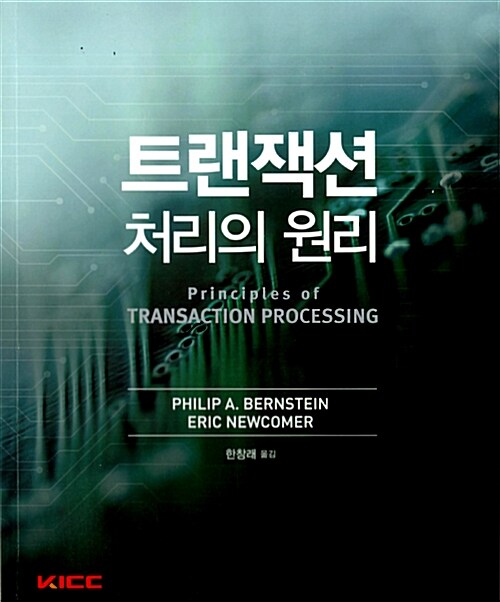 트랜잭션
처리의 원리
Principles of
TRANSACTION PROCESSING
PHILIP A. BERNSTEIN
ERIC NEWCOMER
한창래 옮김
KICC